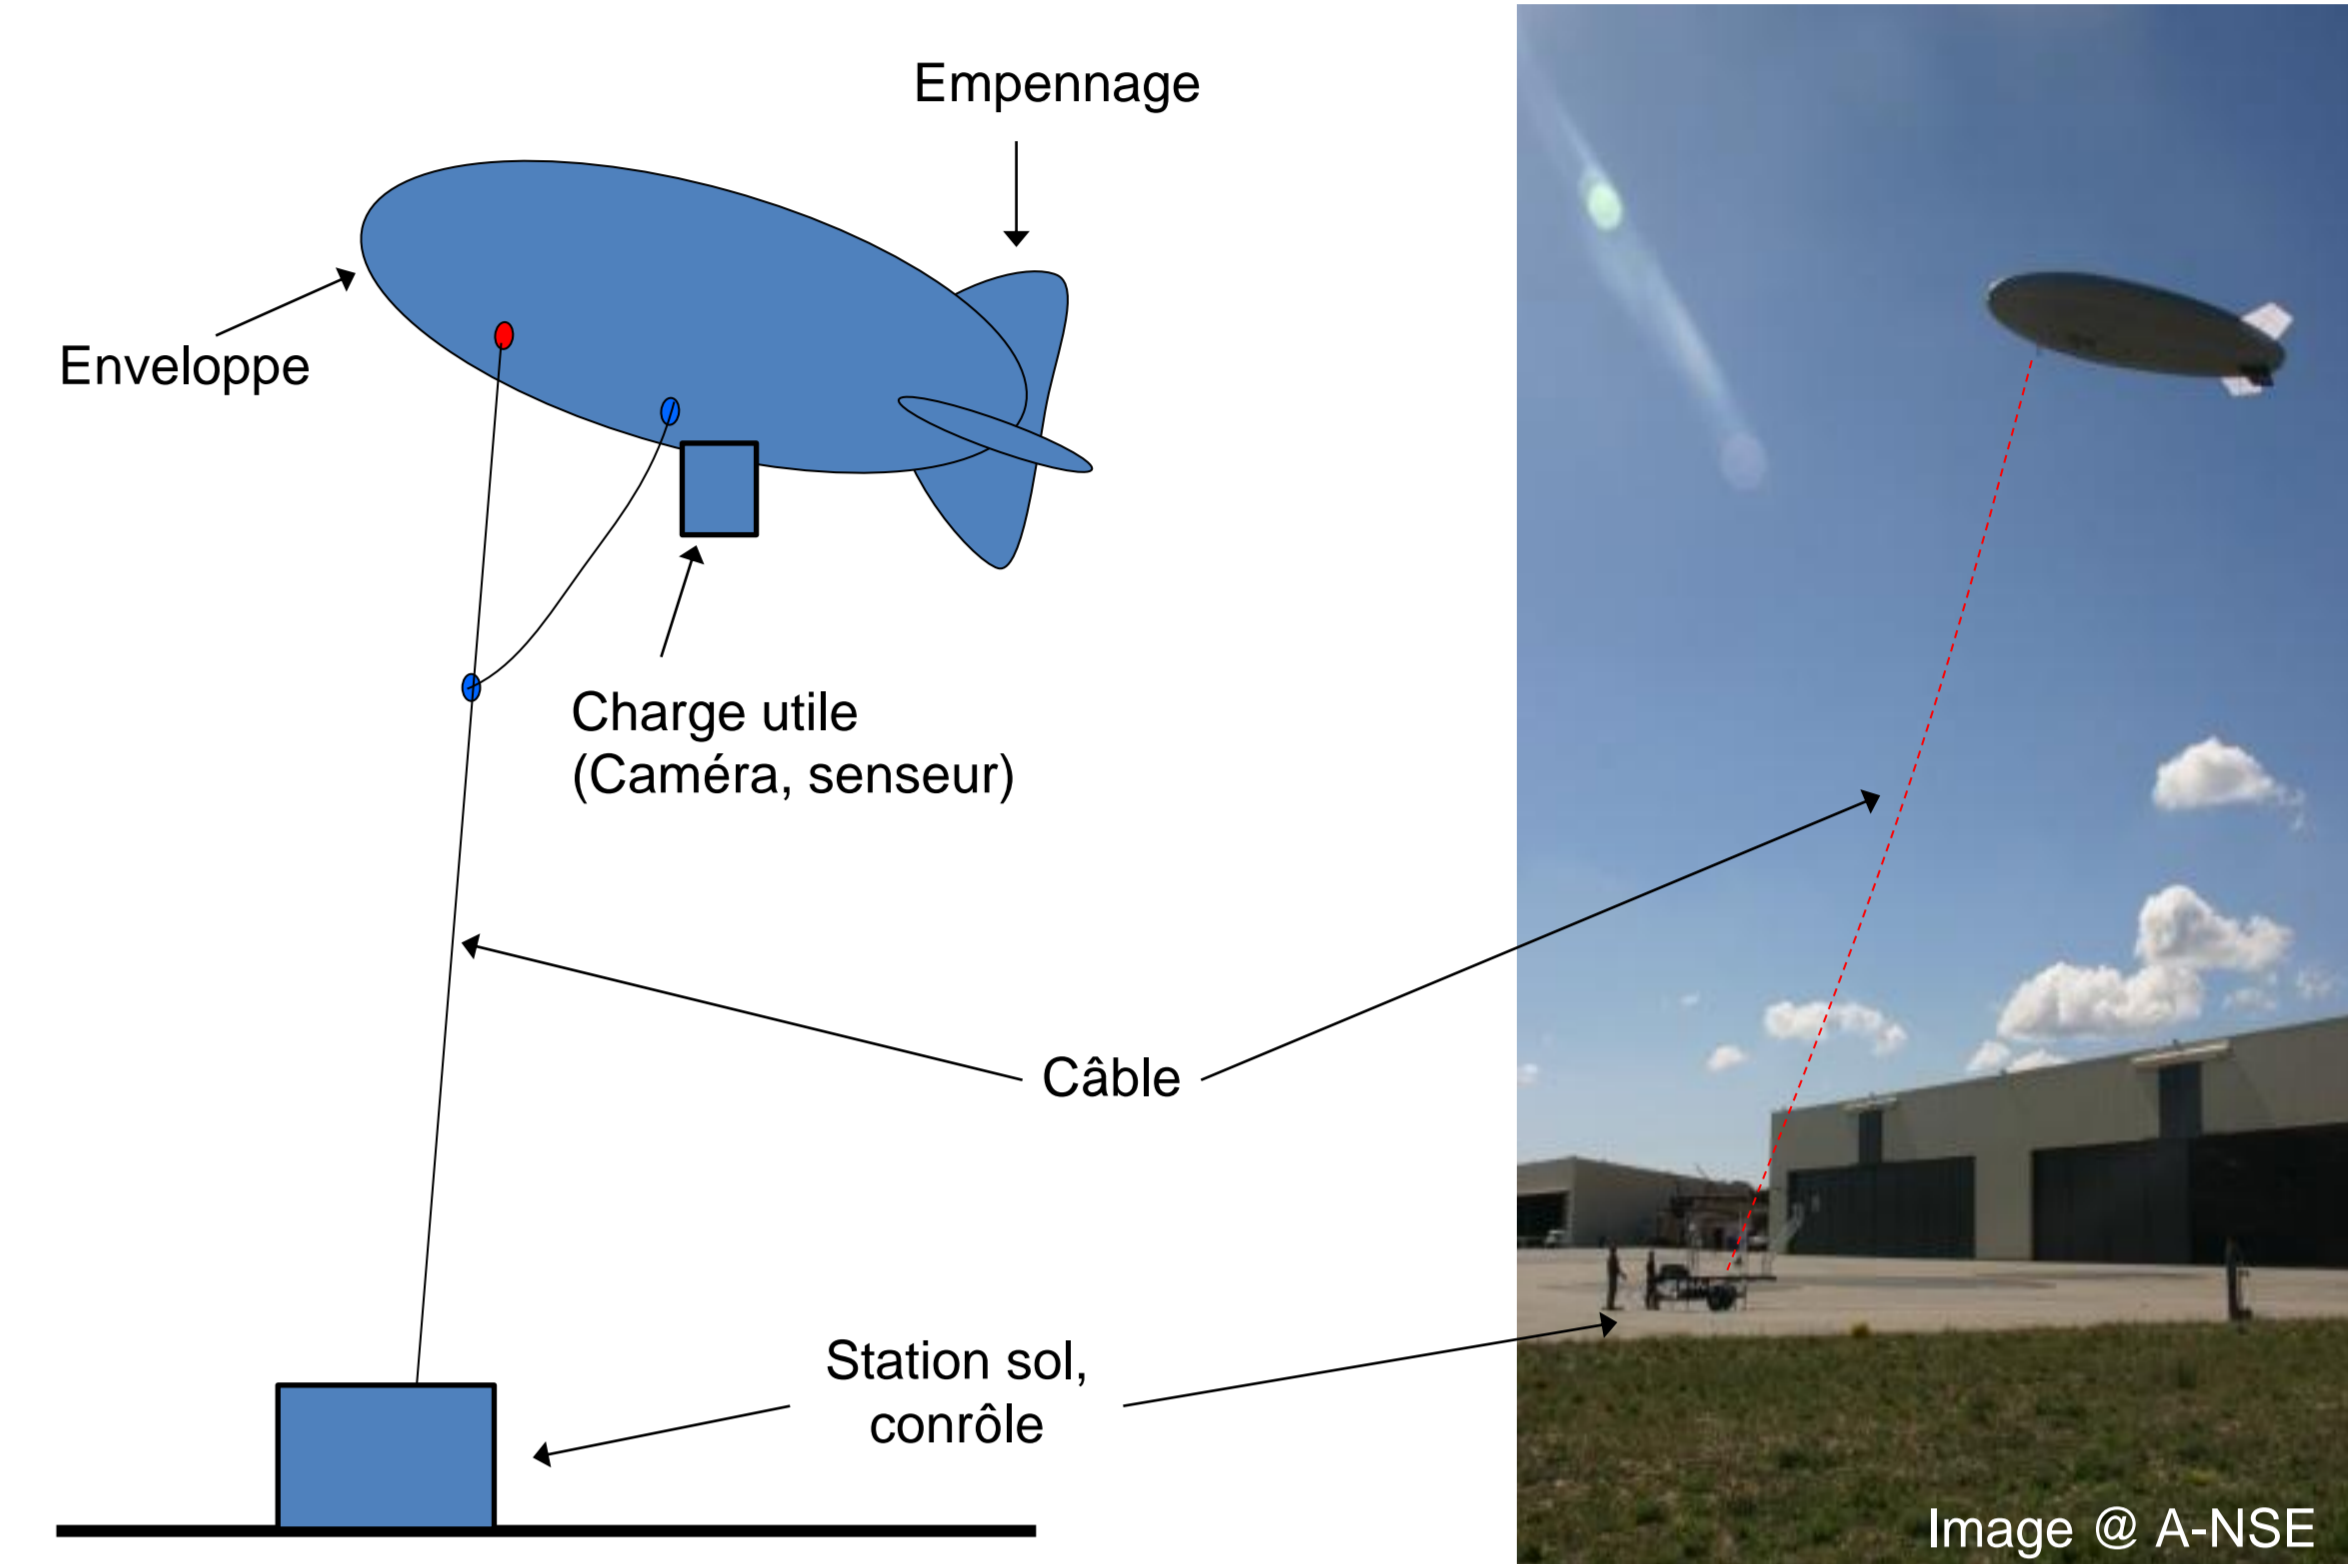 Empennage
Enveloppe
Charge utile
(Caméra, senseur)
Câble
Station sol,
conrôle
Image @ A-NSE